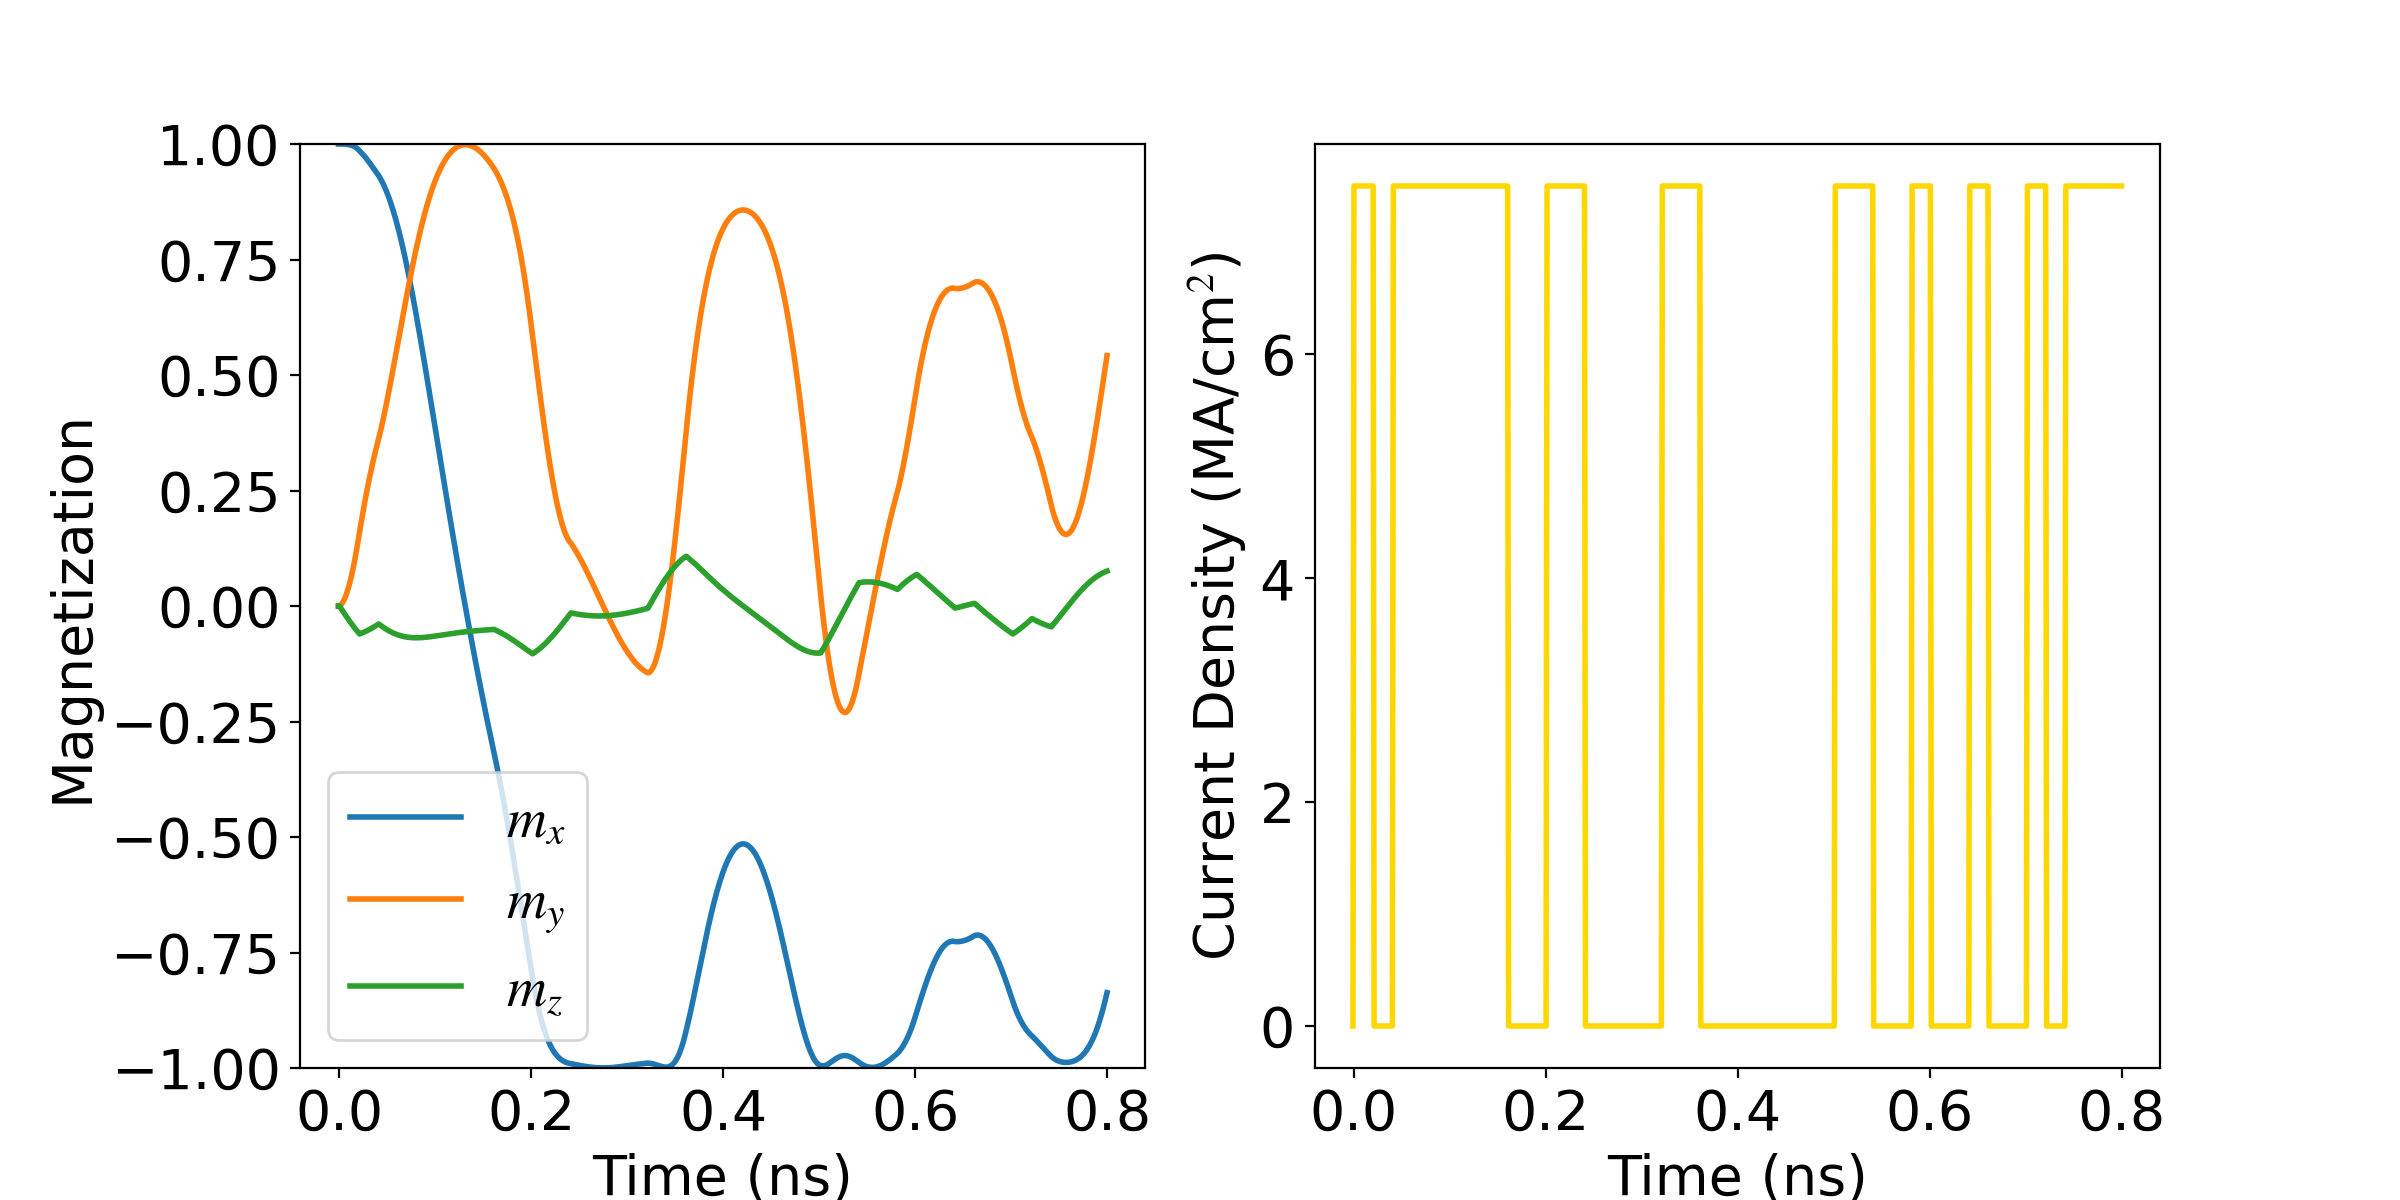 1.00
0.75
0.50
0.25
0.00
−0.25
−0.50
−0.75
−1.00
Magnetization
m_x
m_y
m_z
0.0 0.2 0.4 0.6 0.8
Time (ns)
6
4
2
0
Current Density (MA/cm²)
0.0 0.2 0.4 0.6 0.8
Time (ns)